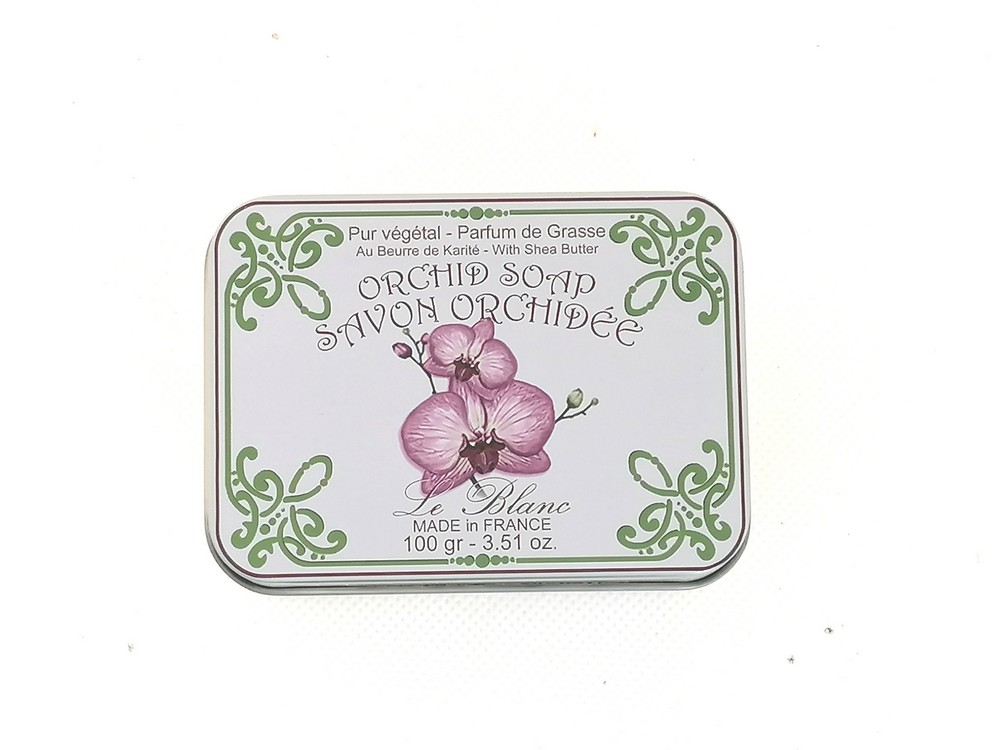 Pur végétal - Parfum de Grasse
Au Beurre de Karité - With Shea Butter
ORCHID SOAP
SAVON ORCHIDÉE
Le Blanc
MADE in FRANCE
100 gr - 3.51 oz.